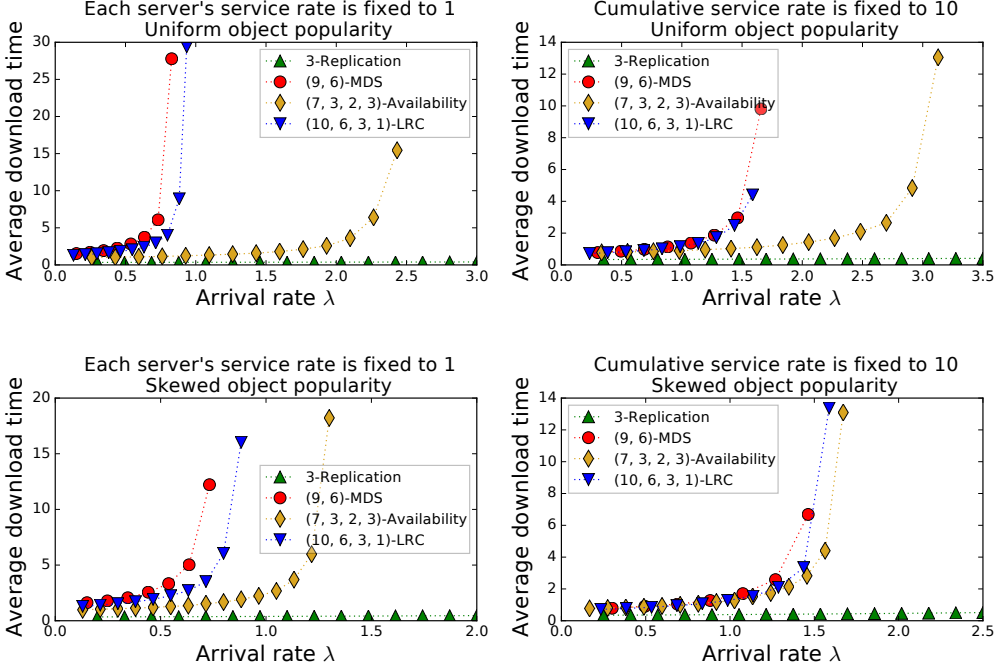 Each server's service rate is fixed to 1
Uniform object popularity
Average download time
30
25
20
15
10
5
0
3-Replication
(9, 6)-MDS
(7, 3, 2, 3)-Availability
(10, 6, 3, 1)-LRC
0.0 0.5 1.0 1.5 2.0 2.5 3.0
Arrival rate λ
Cumulative service rate is fixed to 10
Uniform object popularity
Average download time
14
12
10
8
6
4
2
0
3-Replication
(9, 6)-MDS
(7, 3, 2, 3)-Availability
(10, 6, 3, 1)-LRC
0.0 0.5 1.0 1.5 2.0 2.5 3.0 3.5
Arrival rate λ
Each server's service rate is fixed to 1
Skewed object popularity
Average download time
20
15
10
5
0
3-Replication
(9, 6)-MDS
(7, 3, 2, 3)-Availability
(10, 6, 3, 1)-LRC
0.0 0.5 1.0 1.5 2.0
Arrival rate λ
Cumulative service rate is fixed to 10
Skewed object popularity
Average download time
14
12
10
8
6
4
2
0
3-Replication
(9, 6)-MDS
(7, 3, 2, 3)-Availability
(10, 6, 3, 1)-LRC
0.0 0.5 1.0 1.5 2.0 2.5
Arrival rate λ